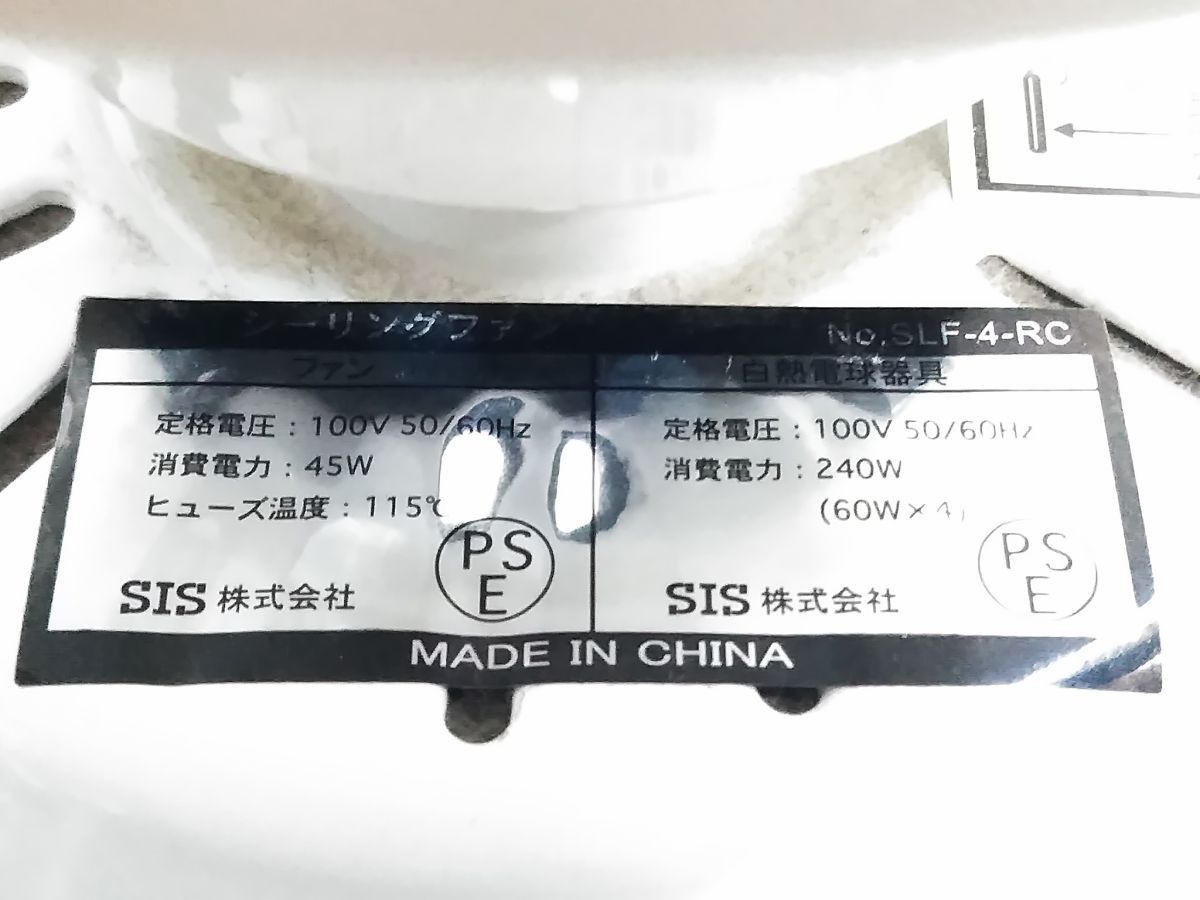 シーリングファン No.SLF-4-RC
ファン
定格電圧：100V 50/60Hz
消費電力：45W
ヒューズ温度：115℃
PSE
SIS 株式会社
白熱電球器具
定格電圧：100V 50/60Hz
消費電力：240W
(60W×4)
PSE
SIS 株式会社
MADE IN CHINA